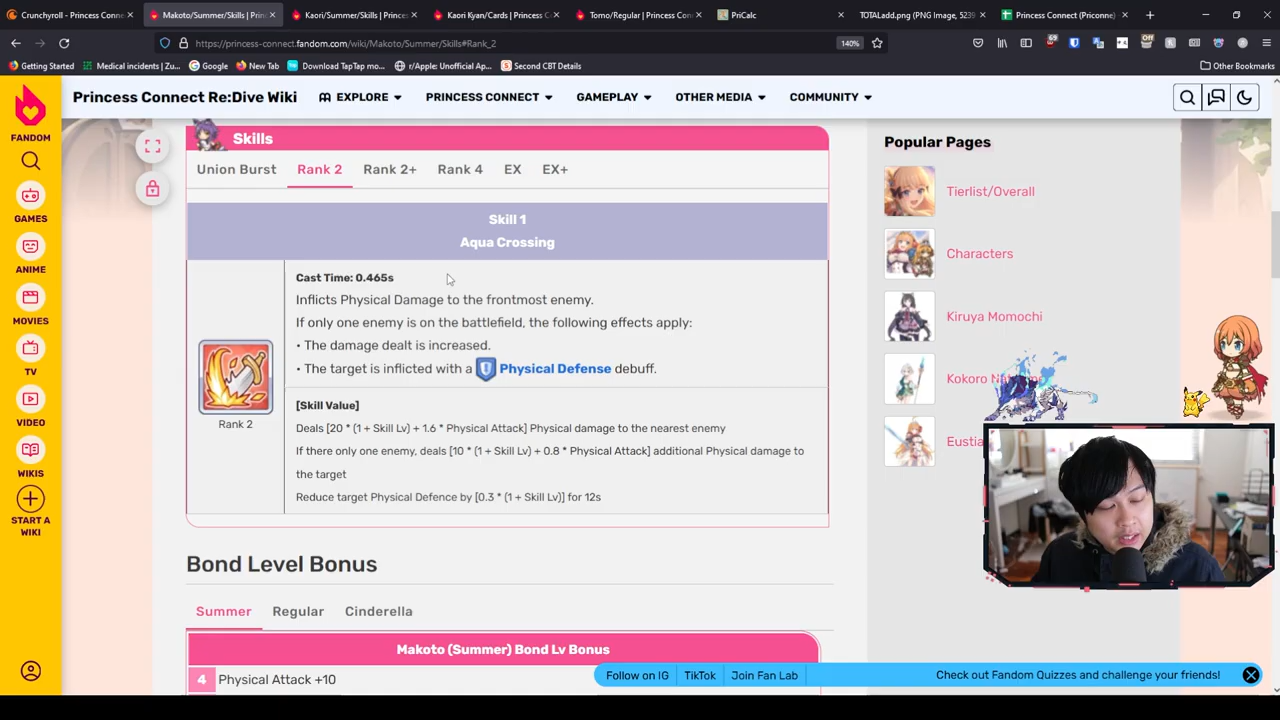 Crunchyroll - Princess Conne
Makoto/Summer/Skills | Prin
Kaori/Summer/Skills | Princes
Kaori Kyan/Cards | Princess C
Tomo/Regular | Princess Conn
PriCalc
TOTALadd.png (PNG Image, 5239
Princess Connect (Priconne)
https://princess-connect.fandom.com/wiki/Makoto/Summer/Skills#Rank_2
140%
69
Off
Getting Started
Medical incidents | Zu...
Google
New Tab
Download TapTap mo...
r/Apple: Unofficial Ap...
Second CBT Details
Other Bookmarks
Princess Connect Re:Dive Wiki
EXPLORE
PRINCESS CONNECT
GAMEPLAY
OTHER MEDIA
COMMUNITY
FANDOM
GAMES
ANIME
MOVIES
TV
VIDEO
WIKIS
START A
WIKI
Skills
Union Burst
Rank 2
Rank 2+
Rank 4
EX
EX+
Skill 1
Aqua Crossing
Cast Time: 0.465s
Inflicts Physical Damage to the frontmost enemy.
If only one enemy is on the battlefield, the following effects apply:
• The damage dealt is increased.
• The target is inflicted with a Physical Defense debuff.
Rank 2
[Skill Value]
Deals [20 * (1 + Skill Lv) + 1.6 * Physical Attack] Physical damage to the nearest enemy
If there only one enemy, deals [10 * (1 + Skill Lv) + 0.8 * Physical Attack] additional Physical damage to
the target
Reduce target Physical Defence by [0.3 * (1 + Skill Lv)] for 12s
Bond Level Bonus
Summer
Regular
Cinderella
Makoto (Summer) Bond Lv Bonus
4 Physical Attack +10
Popular Pages
Tierlist/Overall
Characters
Kiruya Momochi
Kokoro
Eustia
Follow on IG
TikTok
Join Fan Lab
Check out Fandom Quizzes and challenge your friends!